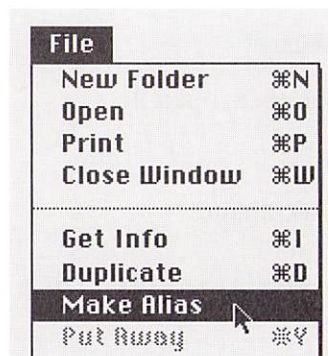 File
New Folder ⌘N
Open ⌘O
Print ⌘P
Close Window ⌘W
Get Info ⌘I
Duplicate ⌘D
Make Alias
Put Away ⌘Y